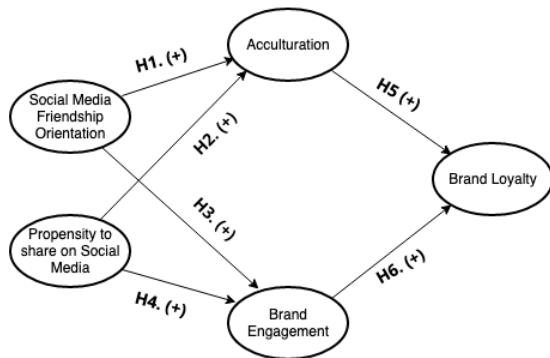 Acculturation
H1. (+)
H5 (+)
Social Media
Friendship
Orientation
H2. (+)
Brand Loyalty
H3. (+)
Propensity to
share on Social
Media
H4. (+)
H6. (+)
Brand
Engagement